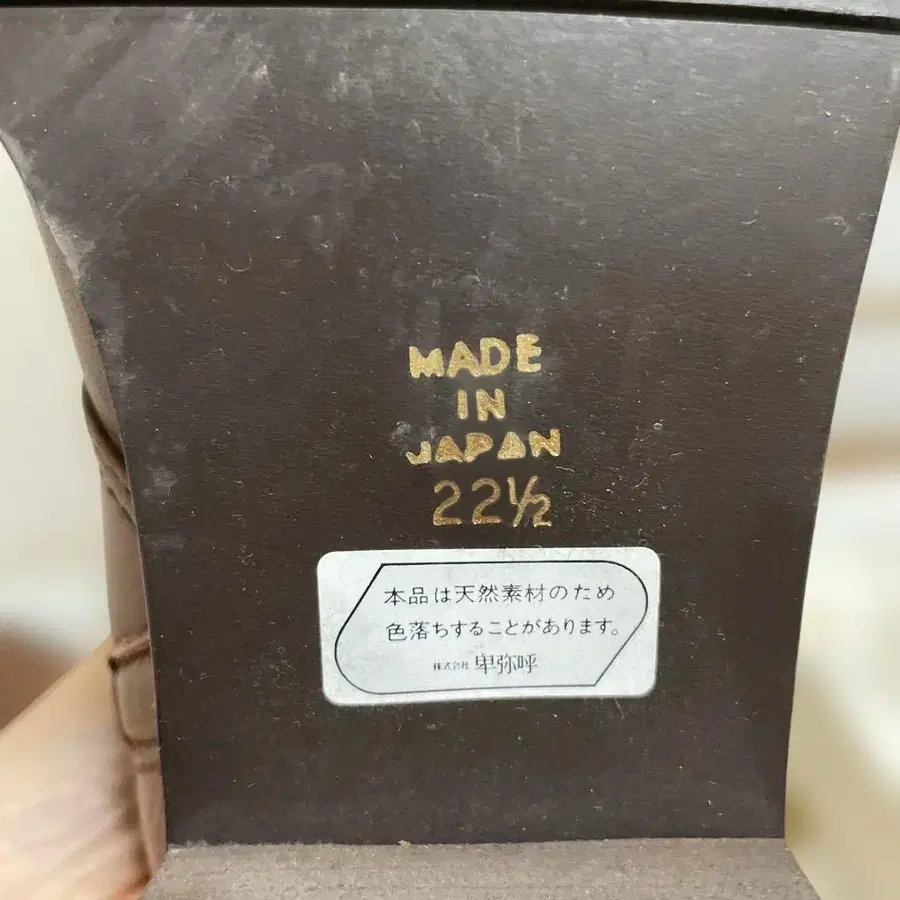 MADE
IN
JAPAN
22½
本品は天然素材のため
色落ちすることがあります。
株式会社 卑弥呼